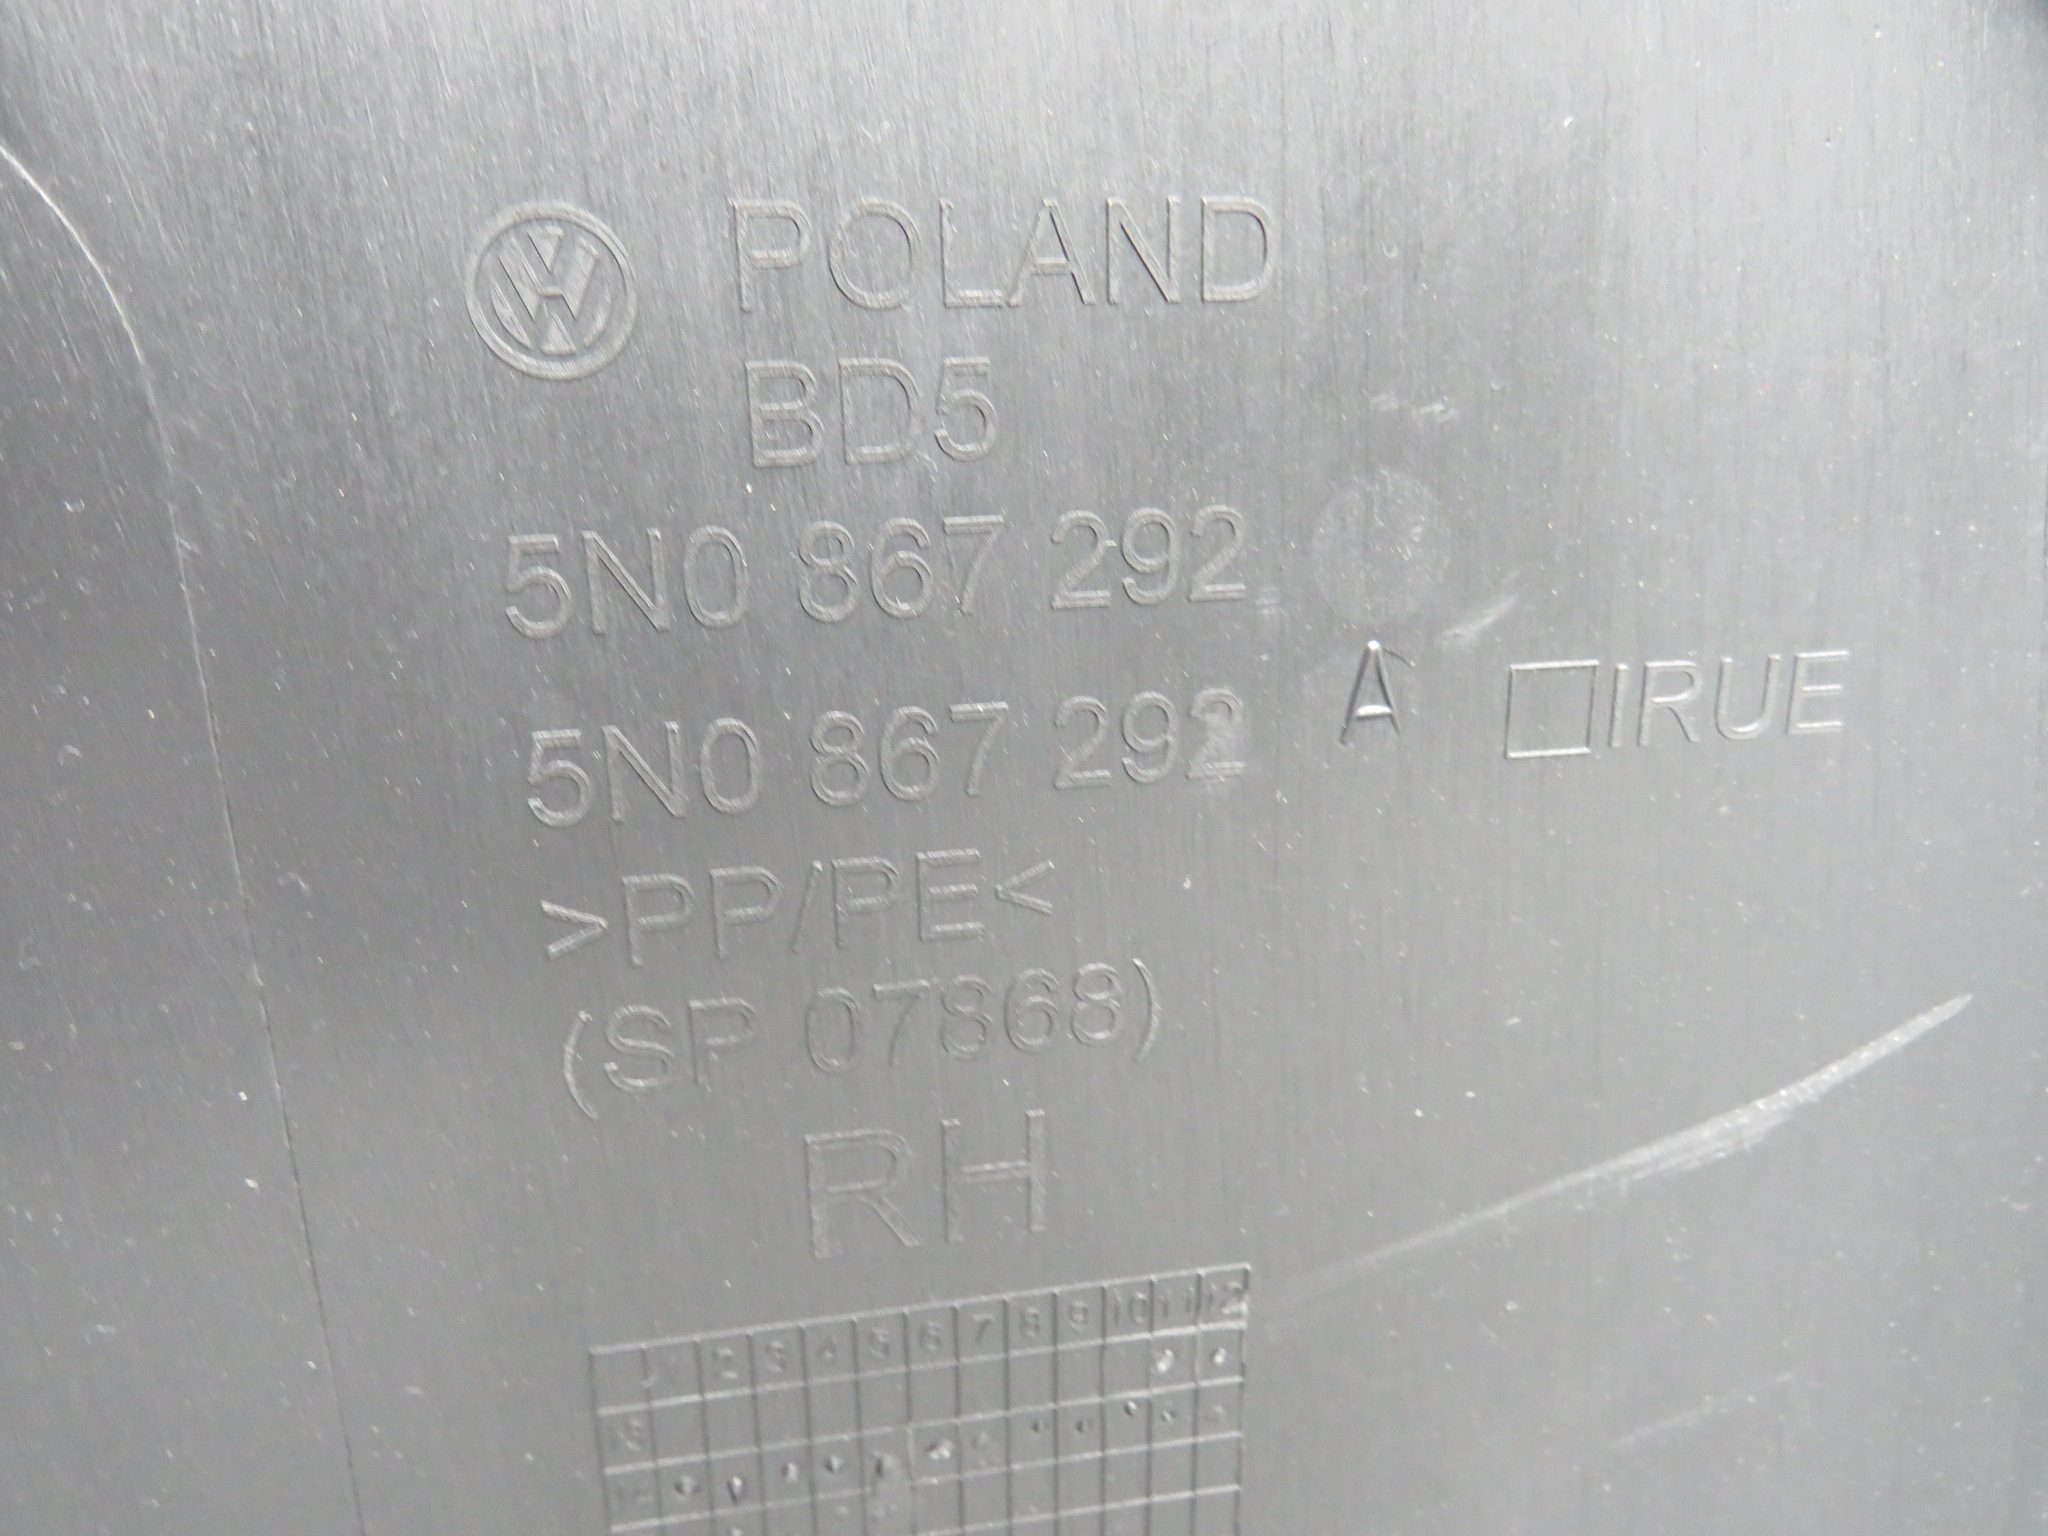 POLAND
BD5
5N0 867 292
5N0 867 292 A IRUE
>PP/PE<
(SP 07868)
RH
1 2 3 4 5 6 7 8 9 10 11 12